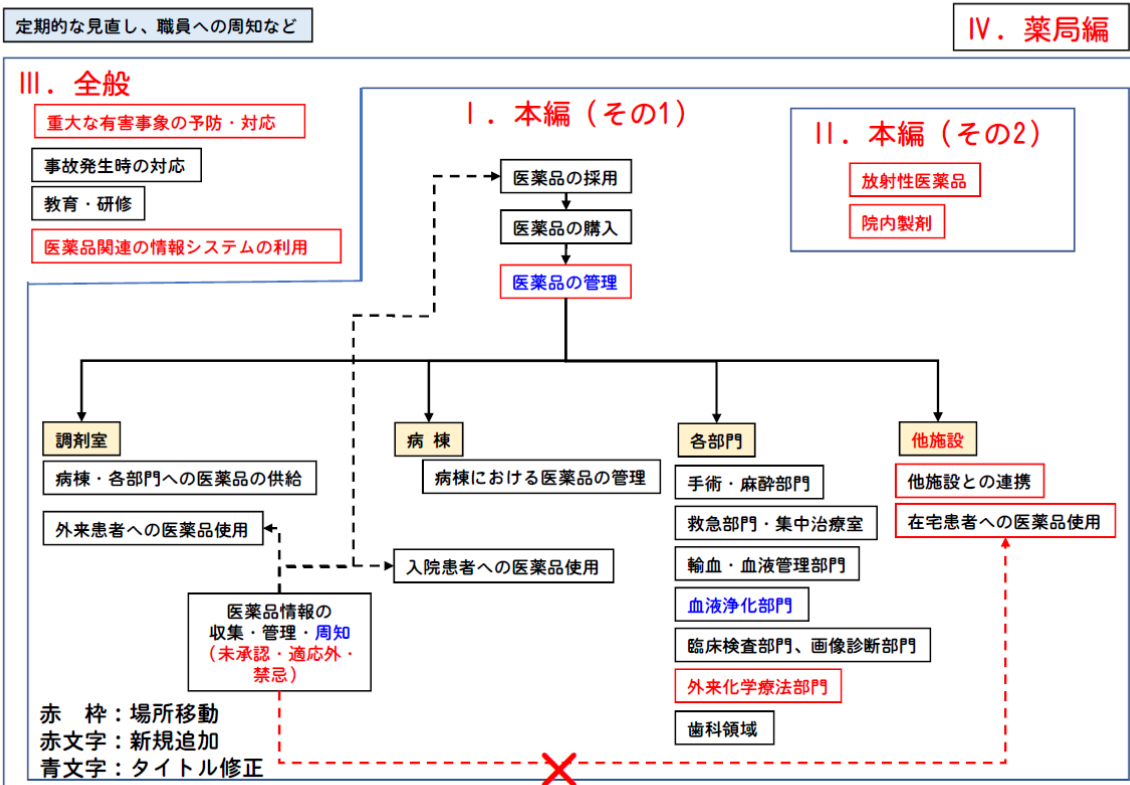 定期的な見直し、職員への周知など
Ⅳ．薬局編
Ⅲ．全般
重大な有害事象の予防・対応
事故発生時の対応
教育・研修
医薬品関連の情報システムの利用
Ⅰ．本編（その1）
Ⅱ．本編（その2）
放射性医薬品
院内製剤
医薬品の採用
医薬品の購入
医薬品の管理
調剤室
病棟・各部門への医薬品の供給
外来患者への医薬品使用
病 棟
病棟における医薬品の管理
入院患者への医薬品使用
各部門
手術・麻酔部門
救急部門・集中治療室
輸血・血液管理部門
血液浄化部門
臨床検査部門、画像診断部門
外来化学療法部門
歯科領域
他施設
他施設との連携
在宅患者への医薬品使用
医薬品情報の
収集・管理・周知
（未承認・適応外・
禁忌）
赤　枠：場所移動
赤文字：新規追加
青文字：タイトル修正